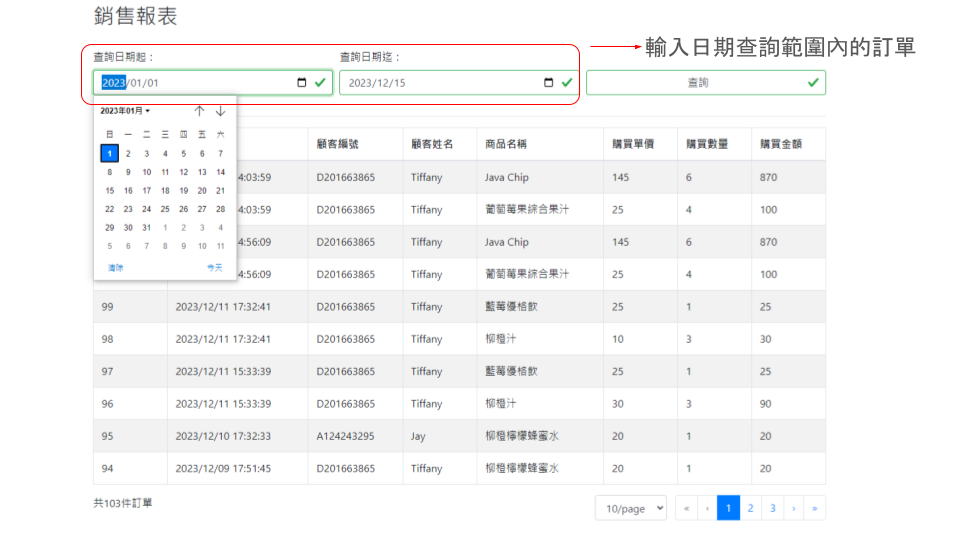 銷售報表
輸入日期查詢範圍內的訂單
查詢日期起：
查詢日期迄：
2023/01/01
2023/12/15
查詢
2023年01月
日 一 二 三 四 五 六
1 2 3 4 5 6 7
8 9 10 11 12 13 14
15 16 17 18 19 20 21
22 23 24 25 26 27 28
29 30 31 1 2 3 4
5 6 7 8 9 10 11
清除 今天
顧客編號 顧客姓名 商品名稱 購買單價 購買數量 購買金額
4:03:59 D201663865 Tiffany Java Chip 145 6 870
4:03:59 D201663865 Tiffany 葡萄莓果綜合果汁 25 4 100
4:56:09 D201663865 Tiffany Java Chip 145 6 870
4:56:09 D201663865 Tiffany 葡萄莓果綜合果汁 25 4 100
99 2023/12/11 17:32:41 D201663865 Tiffany 藍莓優格飲 25 1 25
98 2023/12/11 17:32:41 D201663865 Tiffany 柳橙汁 10 3 30
97 2023/12/11 15:33:39 D201663865 Tiffany 藍莓優格飲 25 1 25
96 2023/12/11 15:33:39 D201663865 Tiffany 柳橙汁 30 3 90
95 2023/12/10 17:32:33 A124243295 Jay 柳橙檸檬蜂蜜水 20 1 20
94 2023/12/09 17:51:45 D201663865 Tiffany 柳橙檸檬蜂蜜水 20 1 20
共103件訂單
10/page « ‹ 1 2 3 › »